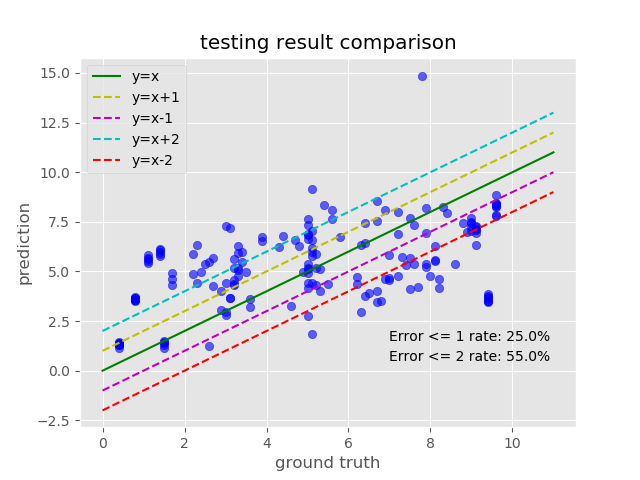 testing result comparison
y=x
y=x+1
y=x-1
y=x+2
y=x-2
15.0
12.5
10.0
7.5
5.0
2.5
0.0
−2.5
prediction
Error <= 1 rate: 25.0%
Error <= 2 rate: 55.0%
0 2 4 6 8 10
ground truth